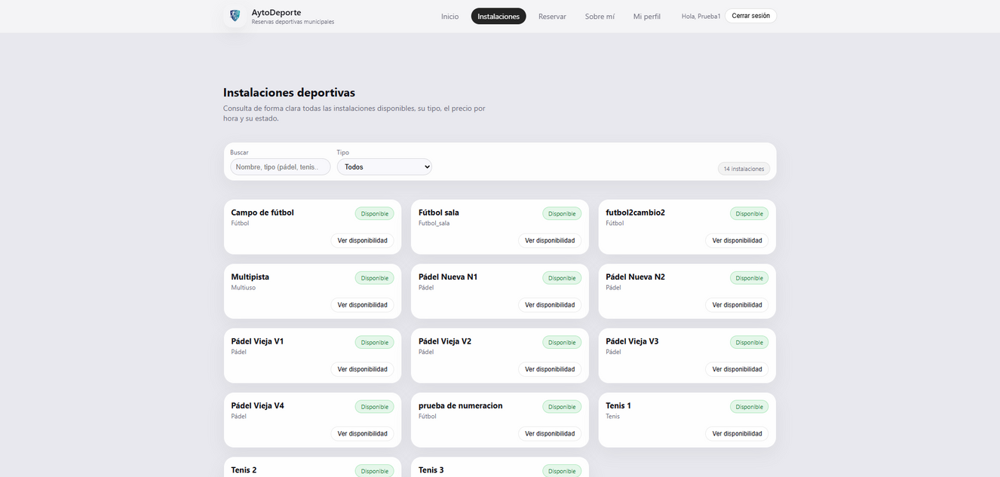 AytoDeporte
Reservas deportivas municipales
Inicio Instalaciones Reservar Sobre mí Mi perfil Hola, Prueba1 Cerrar sesión
Instalaciones deportivas
Consulta de forma clara todas las instalaciones disponibles, su tipo, el precio por
hora y su estado.
Buscar Tipo
Nombre, tipo (pádel, tenis.. Todos 14 instalaciones
Campo de fútbol Disponible
Fútbol
Ver disponibilidad
Fútbol sala Disponible
Futbol_sala
Ver disponibilidad
futbol2cambio2 Disponible
Fútbol
Ver disponibilidad
Multipista Disponible
Multiuso
Ver disponibilidad
Pádel Nueva N1 Disponible
Pádel
Ver disponibilidad
Pádel Nueva N2 Disponible
Pádel
Ver disponibilidad
Pádel Vieja V1 Disponible
Pádel
Ver disponibilidad
Pádel Vieja V2 Disponible
Pádel
Ver disponibilidad
Pádel Vieja V3 Disponible
Pádel
Ver disponibilidad
Pádel Vieja V4 Disponible
Pádel
Ver disponibilidad
prueba de numeracion Disponible
Fútbol
Ver disponibilidad
Tenis 1 Disponible
Tenis
Ver disponibilidad
Tenis 2 Disponible
Tenis 3 Disponible